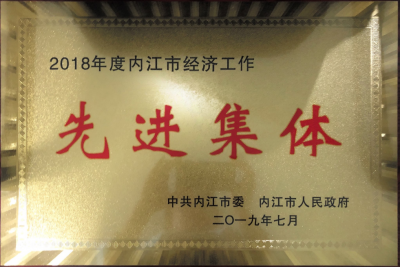 2018年度内江市经济工作
先进集体
中共内江市委 内江市人民政府
二〇一九年七月